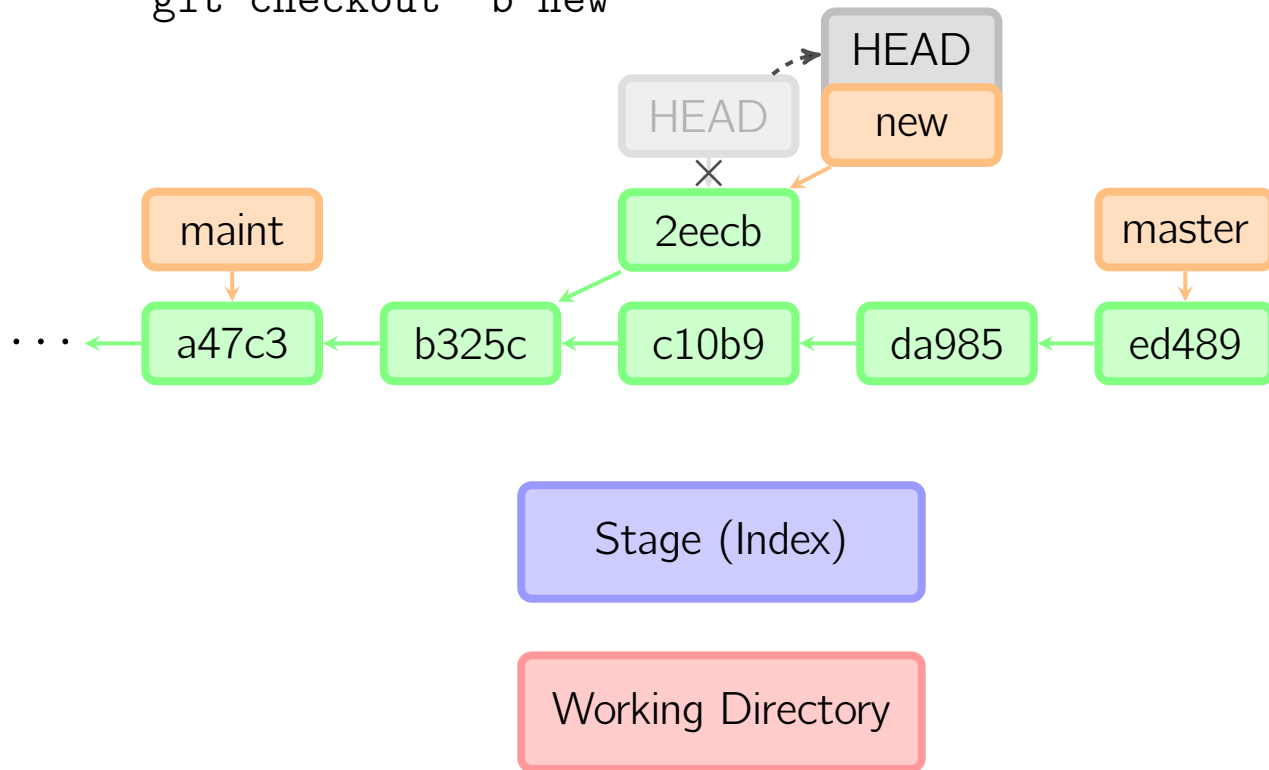 git checkout -b new
HEAD
HEAD
new
maint
2eecb
master
... a47c3 b325c c10b9 da985 ed489
Stage (Index)
Working Directory